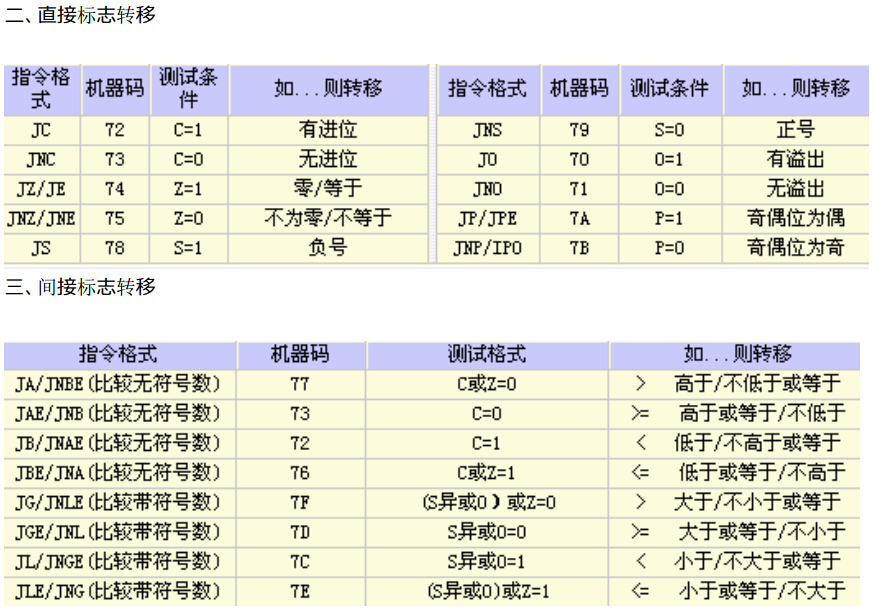 二、直接标志转移
指令格式 机器码 测试条件 如...则转移 指令格式 机器码 测试条件 如...则转移
JC 72 C=1 有进位 JNS 79 S=0 正号
JNC 73 C=0 无进位 JO 70 O=1 有溢出
JZ/JE 74 Z=1 零/等于 JNO 71 O=0 无溢出
JNZ/JNE 75 Z=0 不为零/不等于 JP/JPE 7A P=1 奇偶位为偶
JS 78 S=1 负号 JNP/IPO 7B P=0 奇偶位为奇
三、间接标志转移
指令格式 机器码 测试格式 如...则转移
JA/JNBE(比较无符号数) 77 C或Z=0 > 高于/不低于或等于
JAE/JNB(比较无符号数) 73 C=0 >= 高于或等于/不低于
JB/JNAE(比较无符号数) 72 C=1 < 低于/不高于或等于
JBE/JNA(比较无符号数) 76 C或Z=1 <= 低于或等于/不高于
JG/JNLE(比较带符号数) 7F (S异或O）或Z=0 > 大于/不小于或等于
JGE/JNL(比较带符号数) 7D S异或O=0 >= 大于或等于/不小于
JL/JNGE(比较带符号数) 7C S异或O=1 < 小于/不大于或等于
JLE/JNG(比较带符号数) 7E (S异或O)或Z=1 <= 小于或等于/不大于